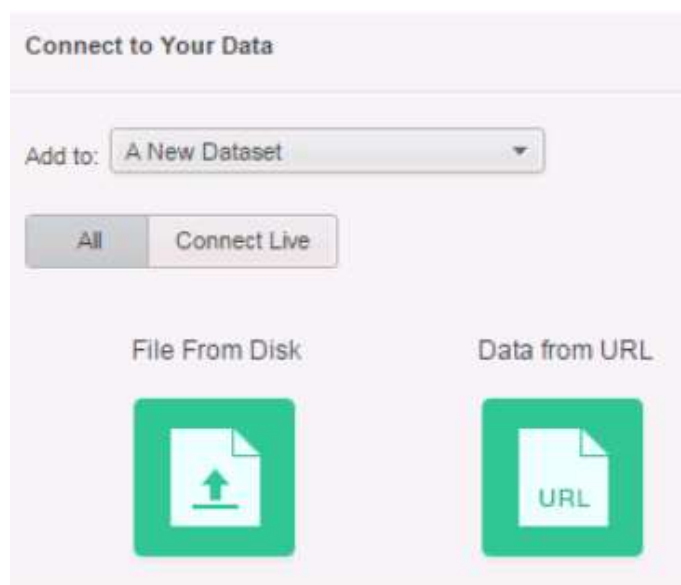 Connect to Your Data
Add to: A New Dataset
All Connect Live
File From Disk Data from URL
URL